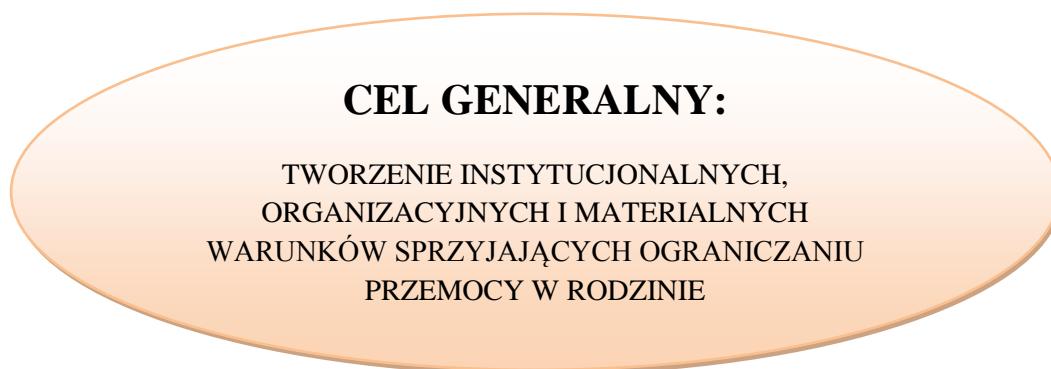 CEL GENERALNY:
TWORZENIE INSTYTUCJONALNYCH,
ORGANIZACYJNYCH I MATERIALNYCH
WARUNKÓW SPRZYJAJĄCYCH OGRANICZANIU
PRZEMOCY W RODZINIE